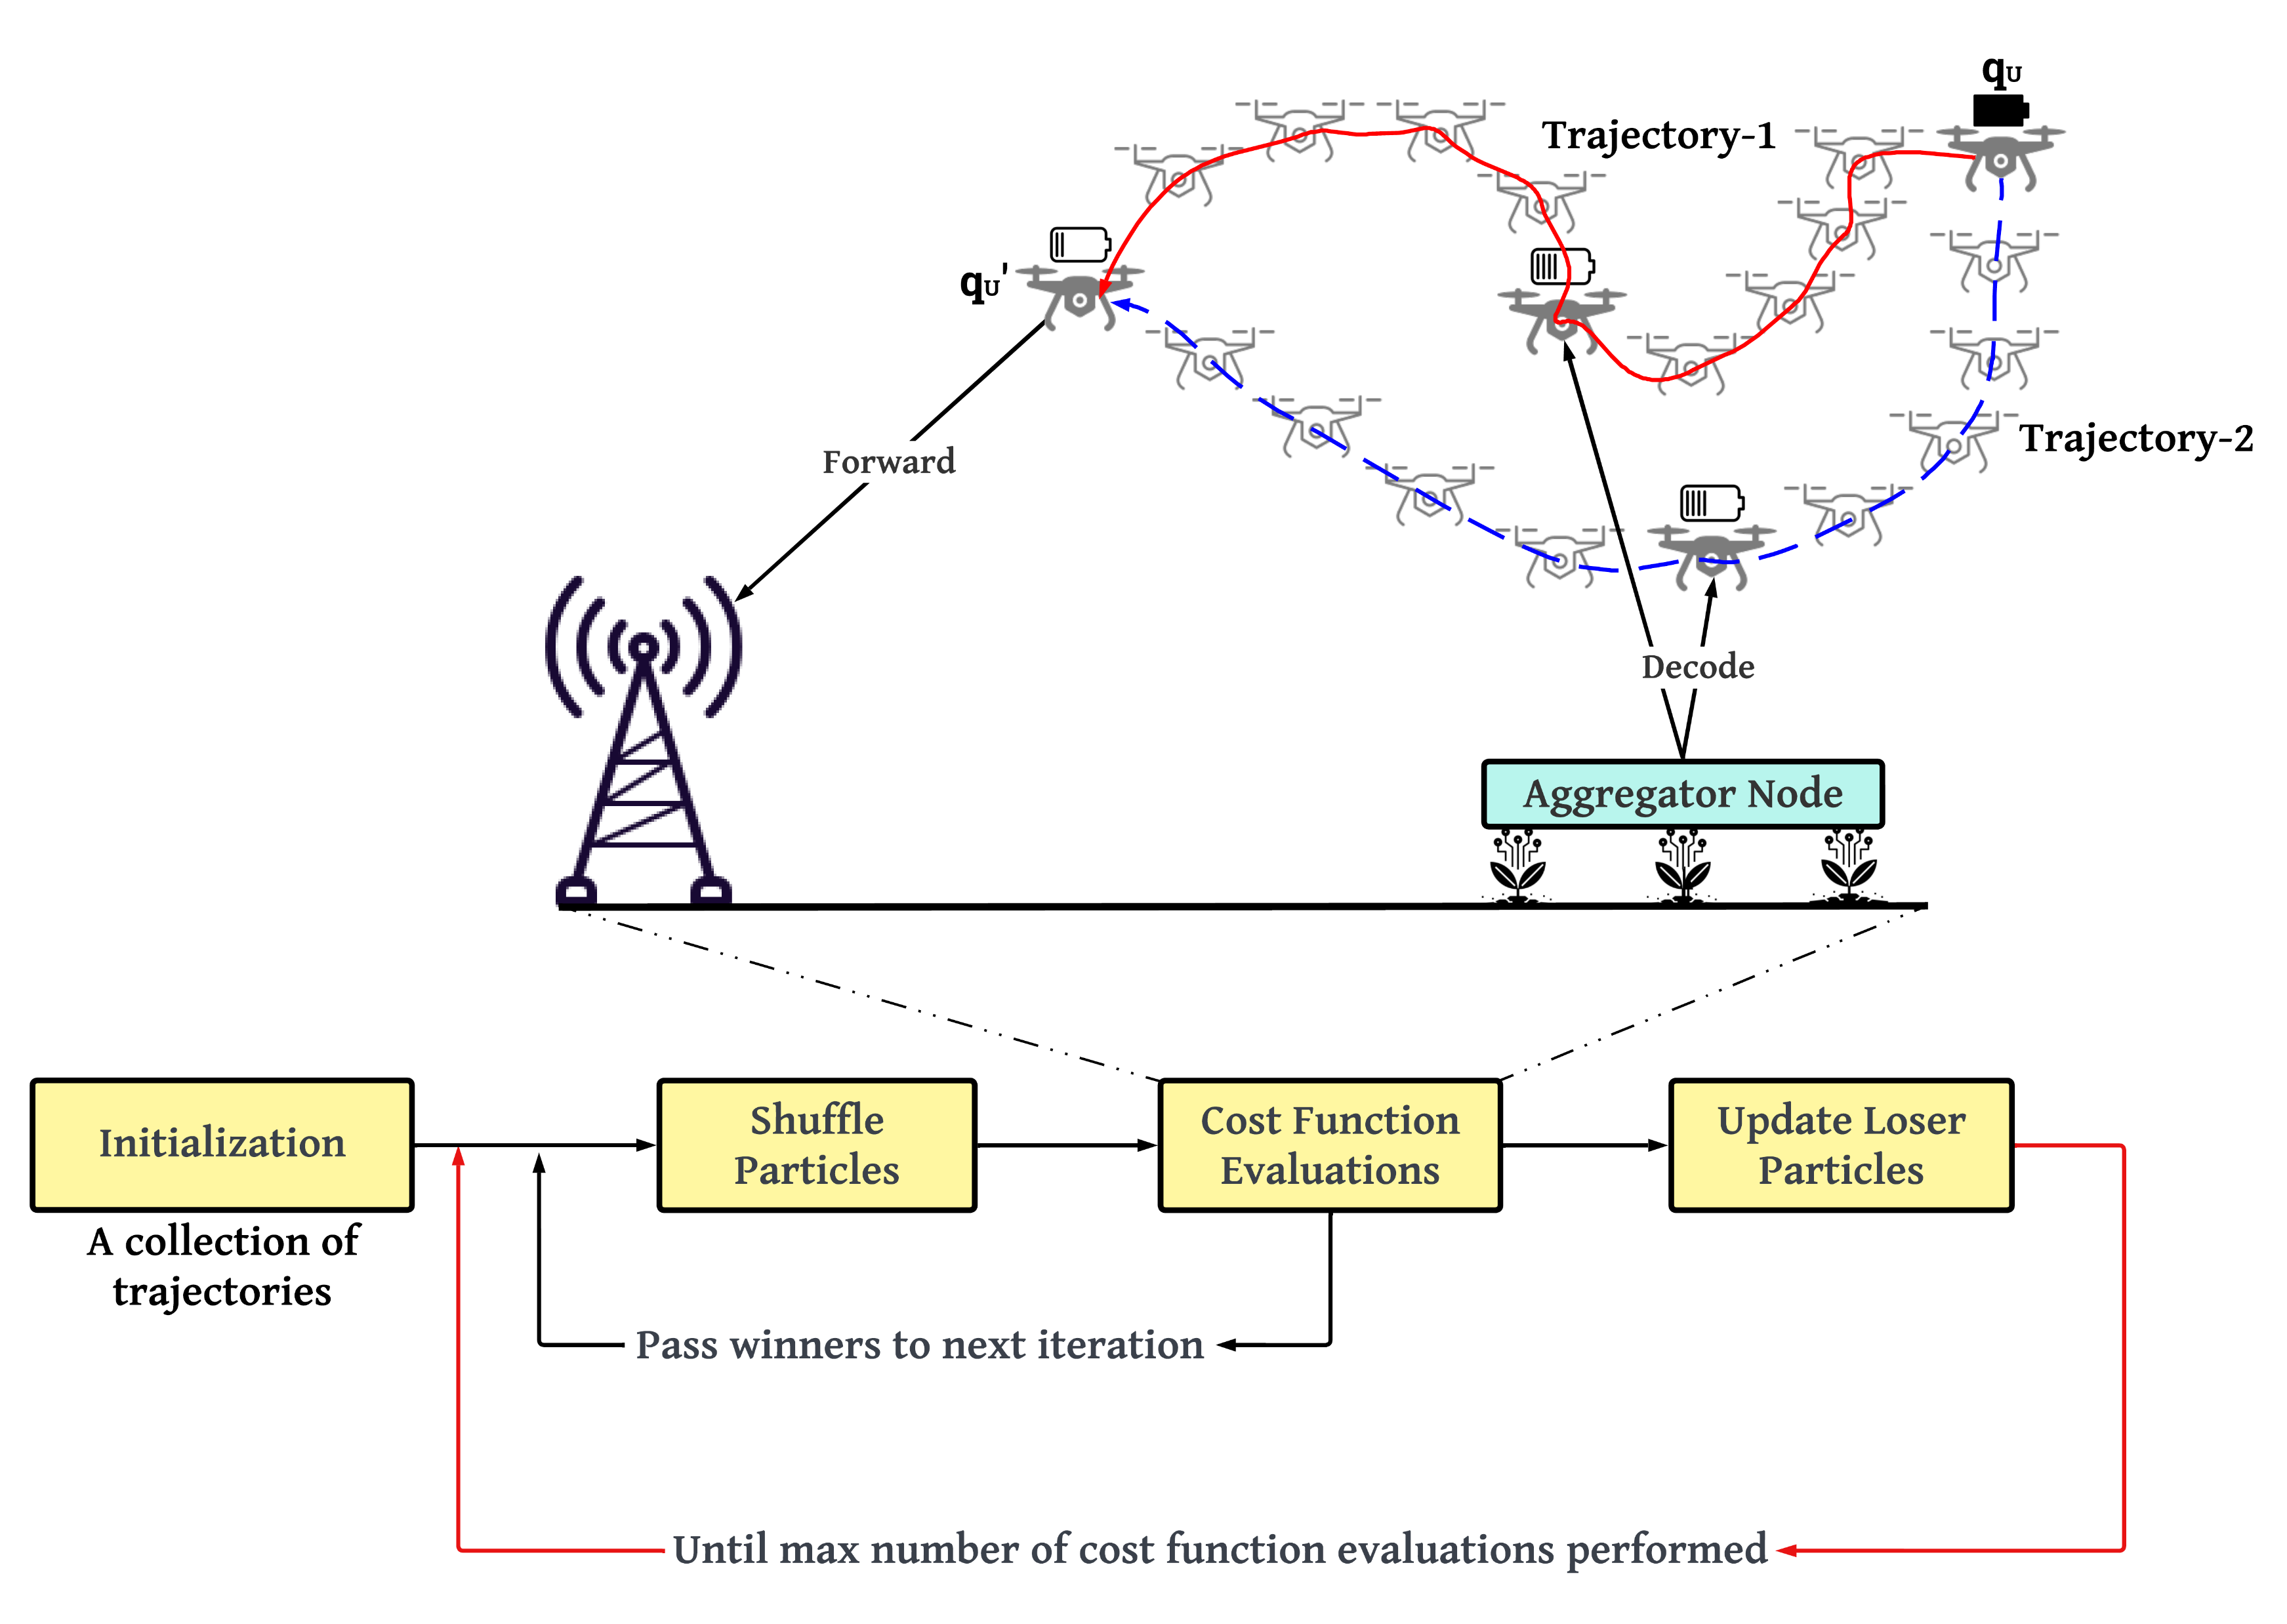 qU
Trajectory-1
qU'
Trajectory-2
Forward
Decode
Aggregator Node
Initialization
Shuffle
Particles
Cost Function
Evaluations
Update Loser
Particles
A collection of
trajectories
Pass winners to next iteration
Until max number of cost function evaluations performed